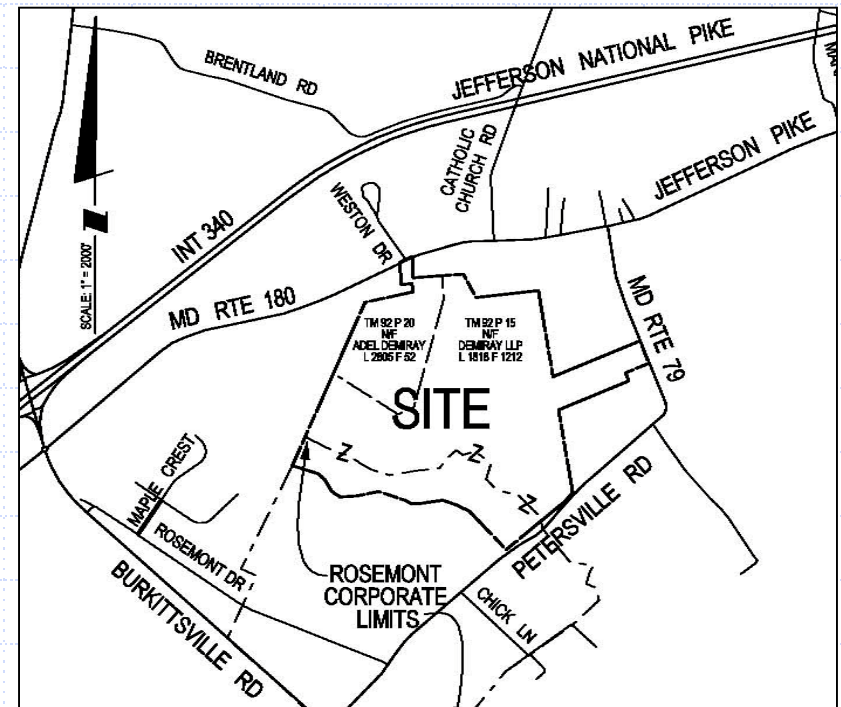 BRENTLAND RD
JEFFERSON NATIONAL PIKE
CATHOLIC
CHURCH RD
JEFFERSON PIKE
WESTON DR
INT 340
SCALE: 1" = 2000'
MD RTE 180
TM 92 P 20
N/F
ADEL DEMIRAY
L 2805 F 52
TM 92 P 15
N/F
DEMIRAY LLP
L 1816 F 1212
MD RTE 79
SITE
Z
Z
Z
MAPLE CREST
ROSEMONT DR
PETERSVILLE RD
BURKITTSVILLE RD
ROSEMONT
CORPORATE
LIMITS
CHICK LN